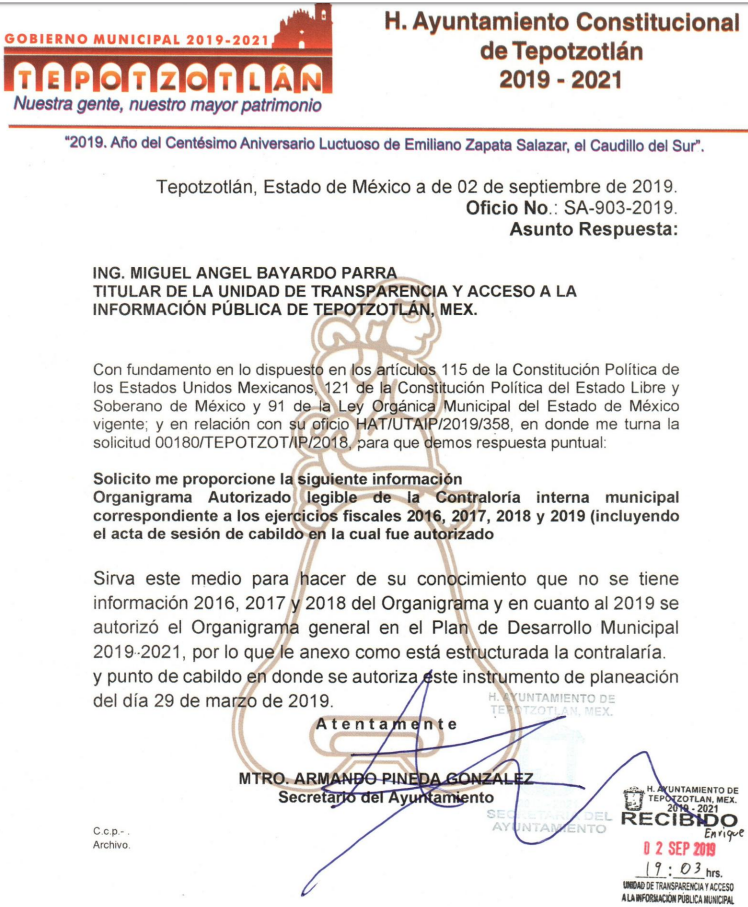 GOBIERNO MUNICIPAL 2019-2021
TEPOTZOTLÁN
Nuestra gente, nuestro mayor patrimonio
H. Ayuntamiento Constitucional
de Tepotzotlán
2019 - 2021
"2019. Año del Centésimo Aniversario Luctuoso de Emiliano Zapata Salazar, el Caudillo del Sur".
Tepotzotlán, Estado de México a de 02 de septiembre de 2019.
Oficio No.: SA-903-2019.
Asunto Respuesta:
ING. MIGUEL ANGEL BAYARDO PARRA
TITULAR DE LA UNIDAD DE TRANSPARENCIA Y ACCESO A LA
INFORMACIÓN PÚBLICA DE TEPOTZOTLÁN, MEX.
Con fundamento en lo dispuesto en los artículos 115 de la Constitución Política de
los Estados Unidos Mexicanos, 121 de la Constitución Política del Estado Libre y
Soberano de México y 91 de la Ley Orgánica Municipal del Estado de México
vigente; y en relación con su oficio HAT/UTAIP/2019/358, en donde me turna la
solicitud 00180/TEPOTZOT/IP/2018, para que demos respuesta puntual:
Solicito me proporcione la siguiente información
Organigrama Autorizado legible de la Contraloría interna municipal
correspondiente a los ejercicios fiscales 2016, 2017, 2018 y 2019 (incluyendo
el acta de sesión de cabildo en la cual fue autorizado
Sirva este medio para hacer de su conocimiento que no se tiene
información 2016, 2017 y 2018 del Organigrama y en cuanto al 2019 se
autorizó el Organigrama general en el Plan de Desarrollo Municipal
2019-2021, por lo que le anexo como está estructurada la contralaría.
y punto de cabildo en donde se autoriza este instrumento de planeación
del día 29 de marzo de 2019.
H. AYUNTAMIENTO DE
TEPOTZOTLAN, MEX.
Atentamente
MTRO. ARMANDO PINEDA GONZALEZ
Secretario del Ayuntamiento
SECRETARIA DEL
AYUNTAMIENTO
C.c.p.- .
Archivo.
H. AYUNTAMIENTO DE
TEPOTZOTLAN, MEX.
2019 - 2021
RECIBIDO
Enrique
02 SEP 2019
19:03 hrs.
UNIDAD DE TRANSPARENCIA Y ACCESO
A LA INFORMACIÓN PÚBLICA MUNICIPAL